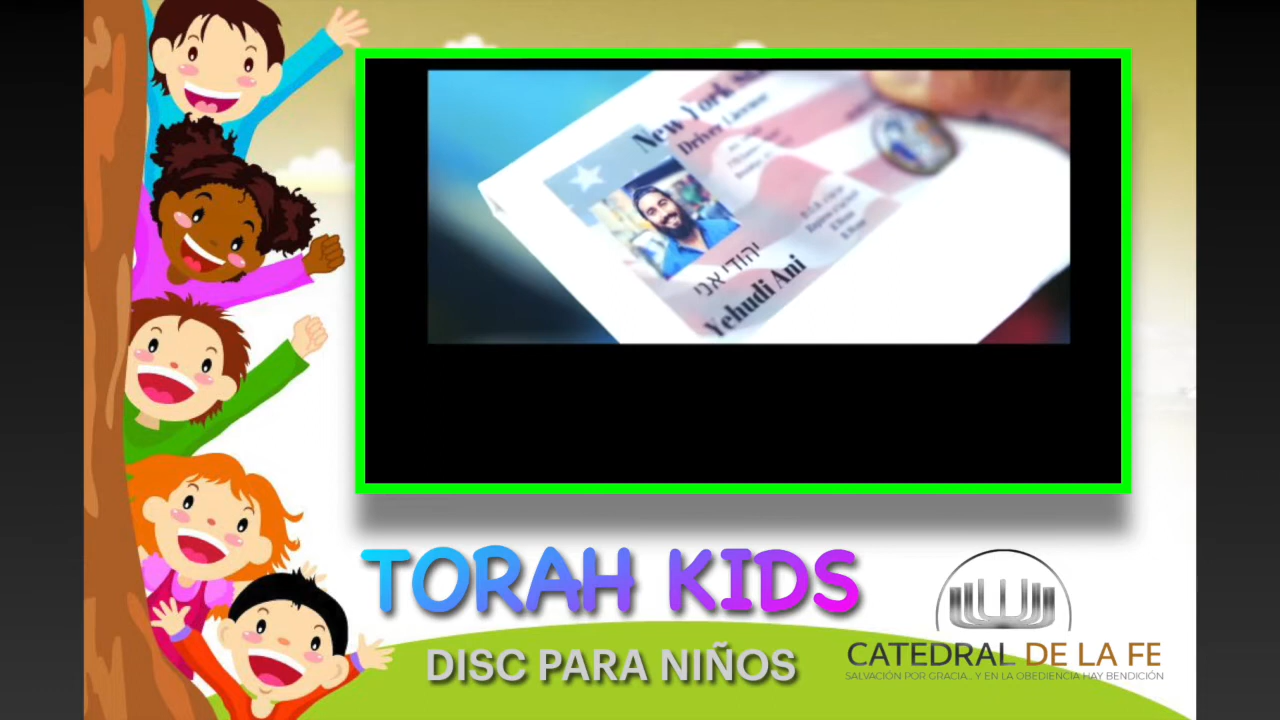 New York
Driver License
יהודי אני
Yehudi Ani
TORAH KIDS
DISC PARA NIÑOS
CATEDRAL DE LA FE
SALVACIÓN POR GRACIA... Y EN LA OBEDIENCIA HAY BENDICIÓN